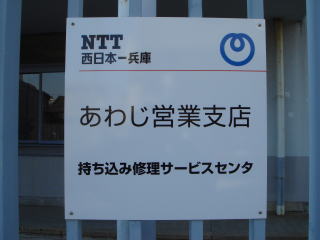 NTT
西日本ー兵庫
あわじ営業支店
持ち込み修理サービスセンタ